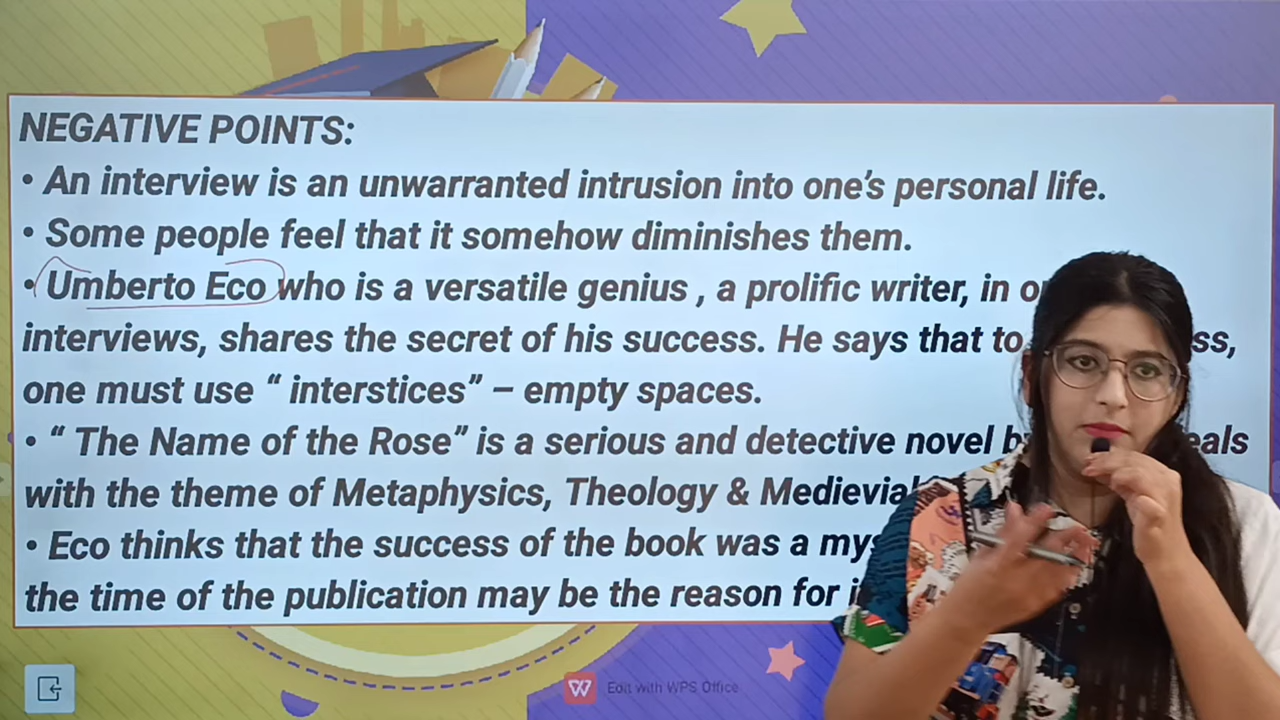 NEGATIVE POINTS:
• An interview is an unwarranted intrusion into one's personal life.
• Some people feel that it somehow diminishes them.
• Umberto Eco who is a versatile genius , a prolific writer, in
interviews, shares the secret of his success. He says that to
one must use “ interstices” – empty spaces.
• “ The Name of the Rose” is a serious and detective novel
with the theme of Metaphysics, Theology & Medievial
• Eco thinks that the success of the book was a
the time of the publication may be the reason for
Edit with WPS Office